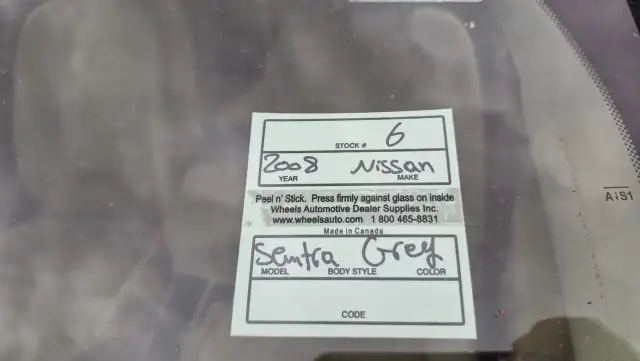 STOCK # 6
2008 Nissan
YEAR MAKE
Peel n' Stick. Press firmly against glass on inside
Wheels Automotive Dealer Supplies Inc.
www.wheelsauto.com 1 800 465-8831
Made in Canada
Sentra Grey
MODEL BODY STYLE COLOR
CODE
AIS1